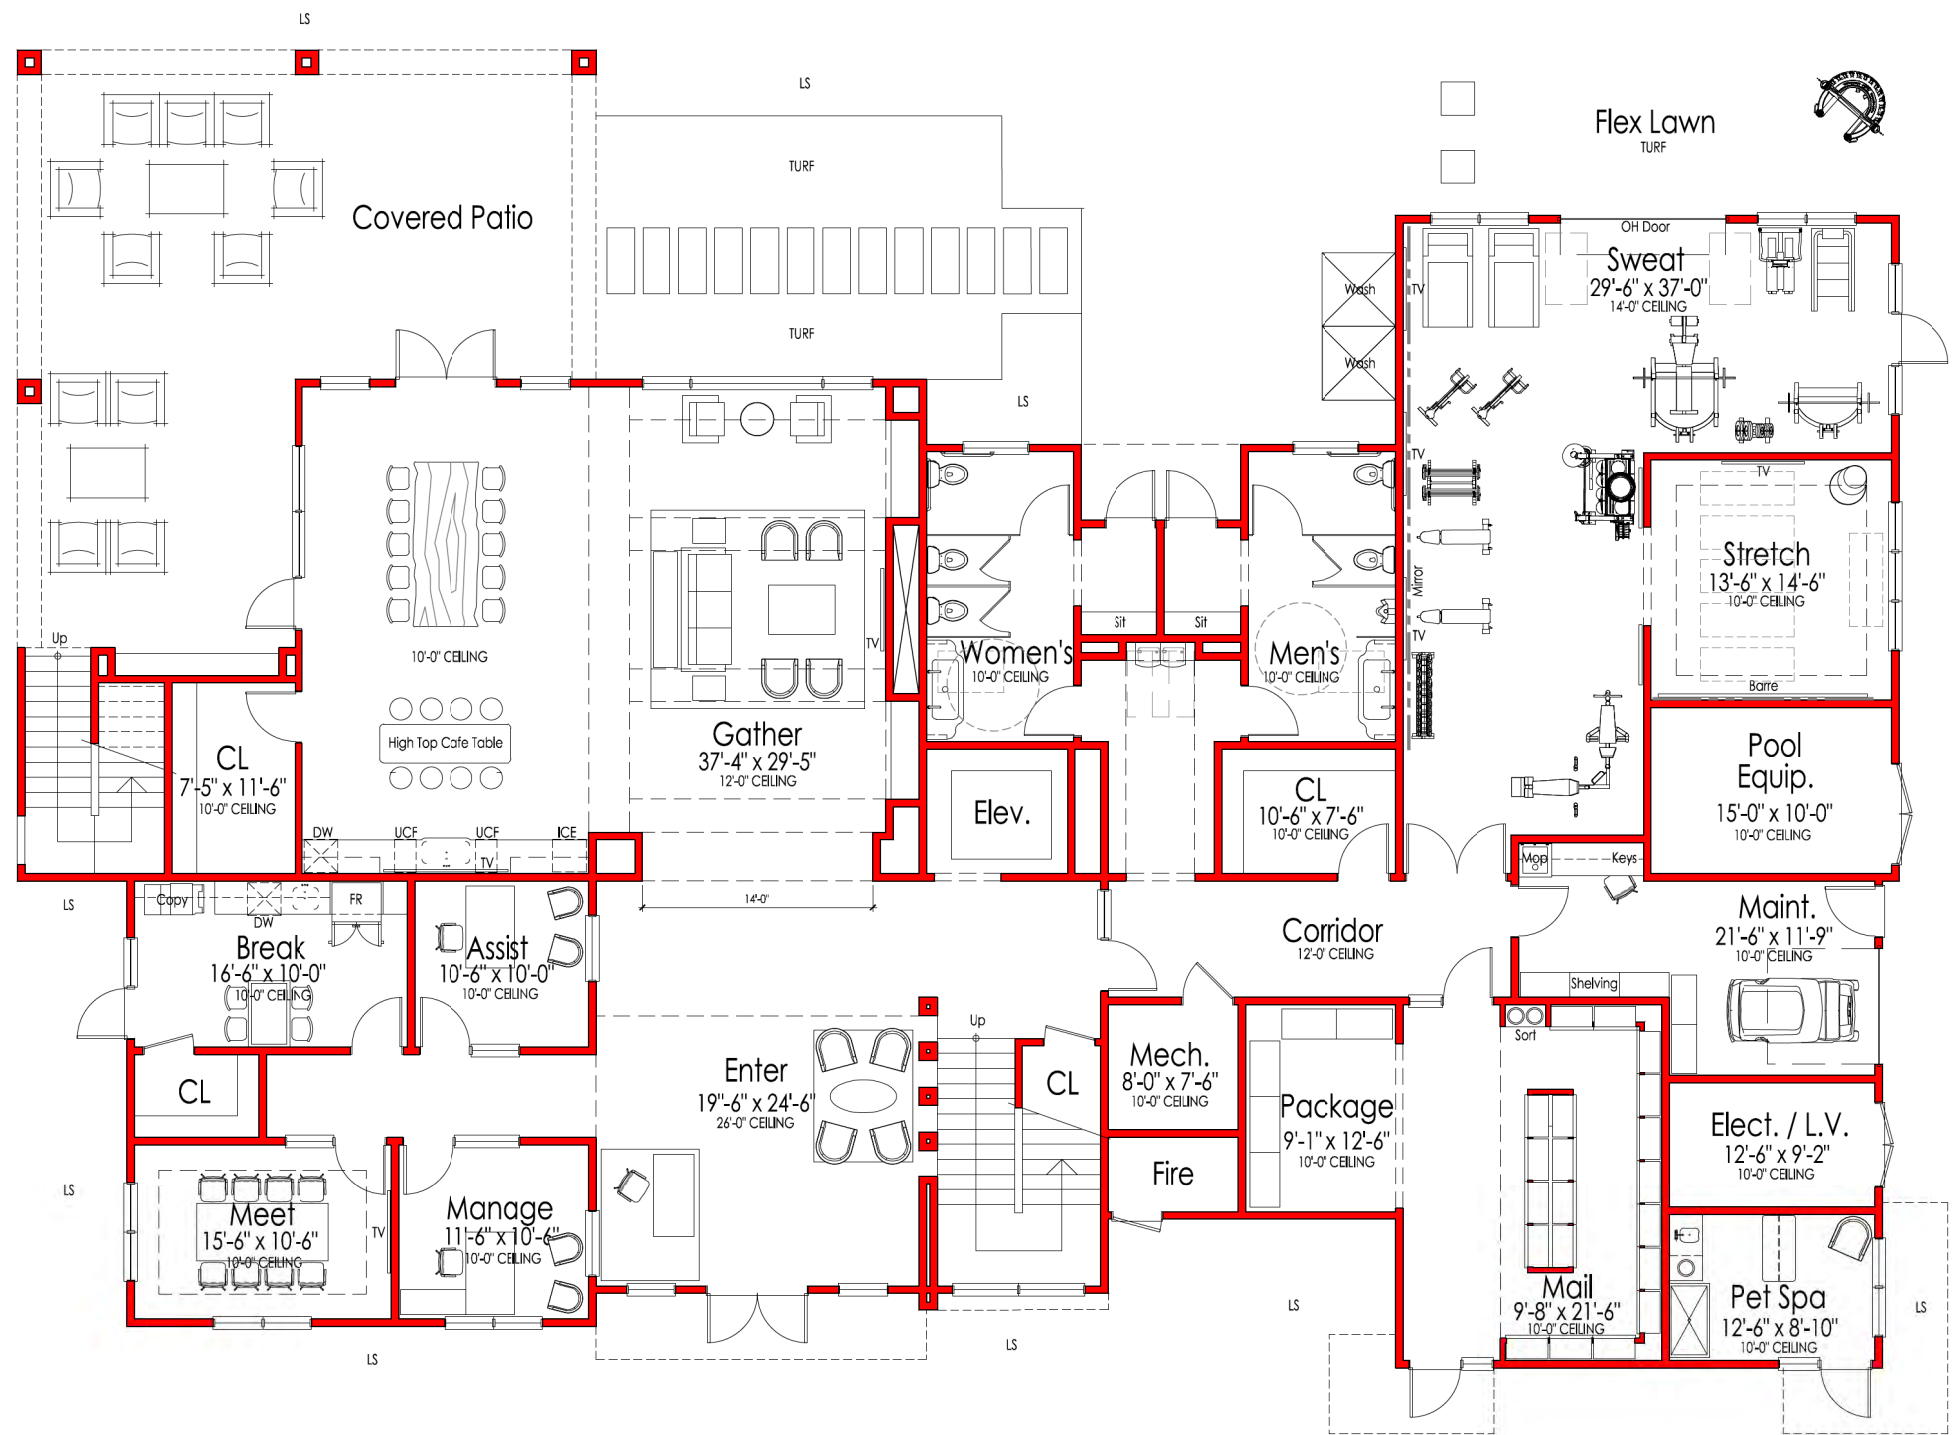 LS
LS
Flex Lawn
TURF
TURF
Covered Patio
OH Door
Sweat
29'-6" x 37'-0"
14'-0" CEILING
Wash
TV
TURF
Wash
LS
TV
TV
Stretch
13'-6" x 14'-6"
10'-0" CEILING
Mirror
Sit
Sit
TV
Up
10'-0" CEILING
TV
Women's
10'-0" CEILING
Men's
10'-0" CEILING
Barre
High Top Cafe Table
Gather
37'-4" x 29'-5"
12'-0" CEILING
CL
7'-5" x 11'-6"
10'-0" CEILING
Pool
Equip.
15'-0" x 10'-0"
10'-0" CEILING
Elev.
CL
10'-6" x 7'-6"
10'-0" CEILING
DW
UCF
UCF
ICE
TV
Mop
Keys
LS
Copy
DW
FR
14'-0"
Break
16'-6" x 10'-0"
10'-0" CEILING
Assist
10'-6" x 10'-0"
10'-0" CEILING
Corridor
12'-0 CEILING
Maint.
21'-6" x 11'-9"
10'-0" CEILING
Shelving
Up
Sort
CL
Enter
19"-6" x 24'-6"
26'-0" CEILING
CL
Mech.
8'-0" x 7'-6"
10'-0" CEILING
Package
9'-1" x 12'-6"
10'-0" CEILING
Elect. / L.V.
12'-6" x 9'-2"
10'-0" CEILING
Fire
LS
Meet
15'-6" x 10'-6"
10'-0" CEILING
TV
Manage
11'-6" x 10'-6"
10'-0" CEILING
Mail
9'-8" x 21'-6"
10'-0" CEILING
Pet Spa
12'-6" x 8'-10"
10'-0" CEILING
LS
LS
LS
LS